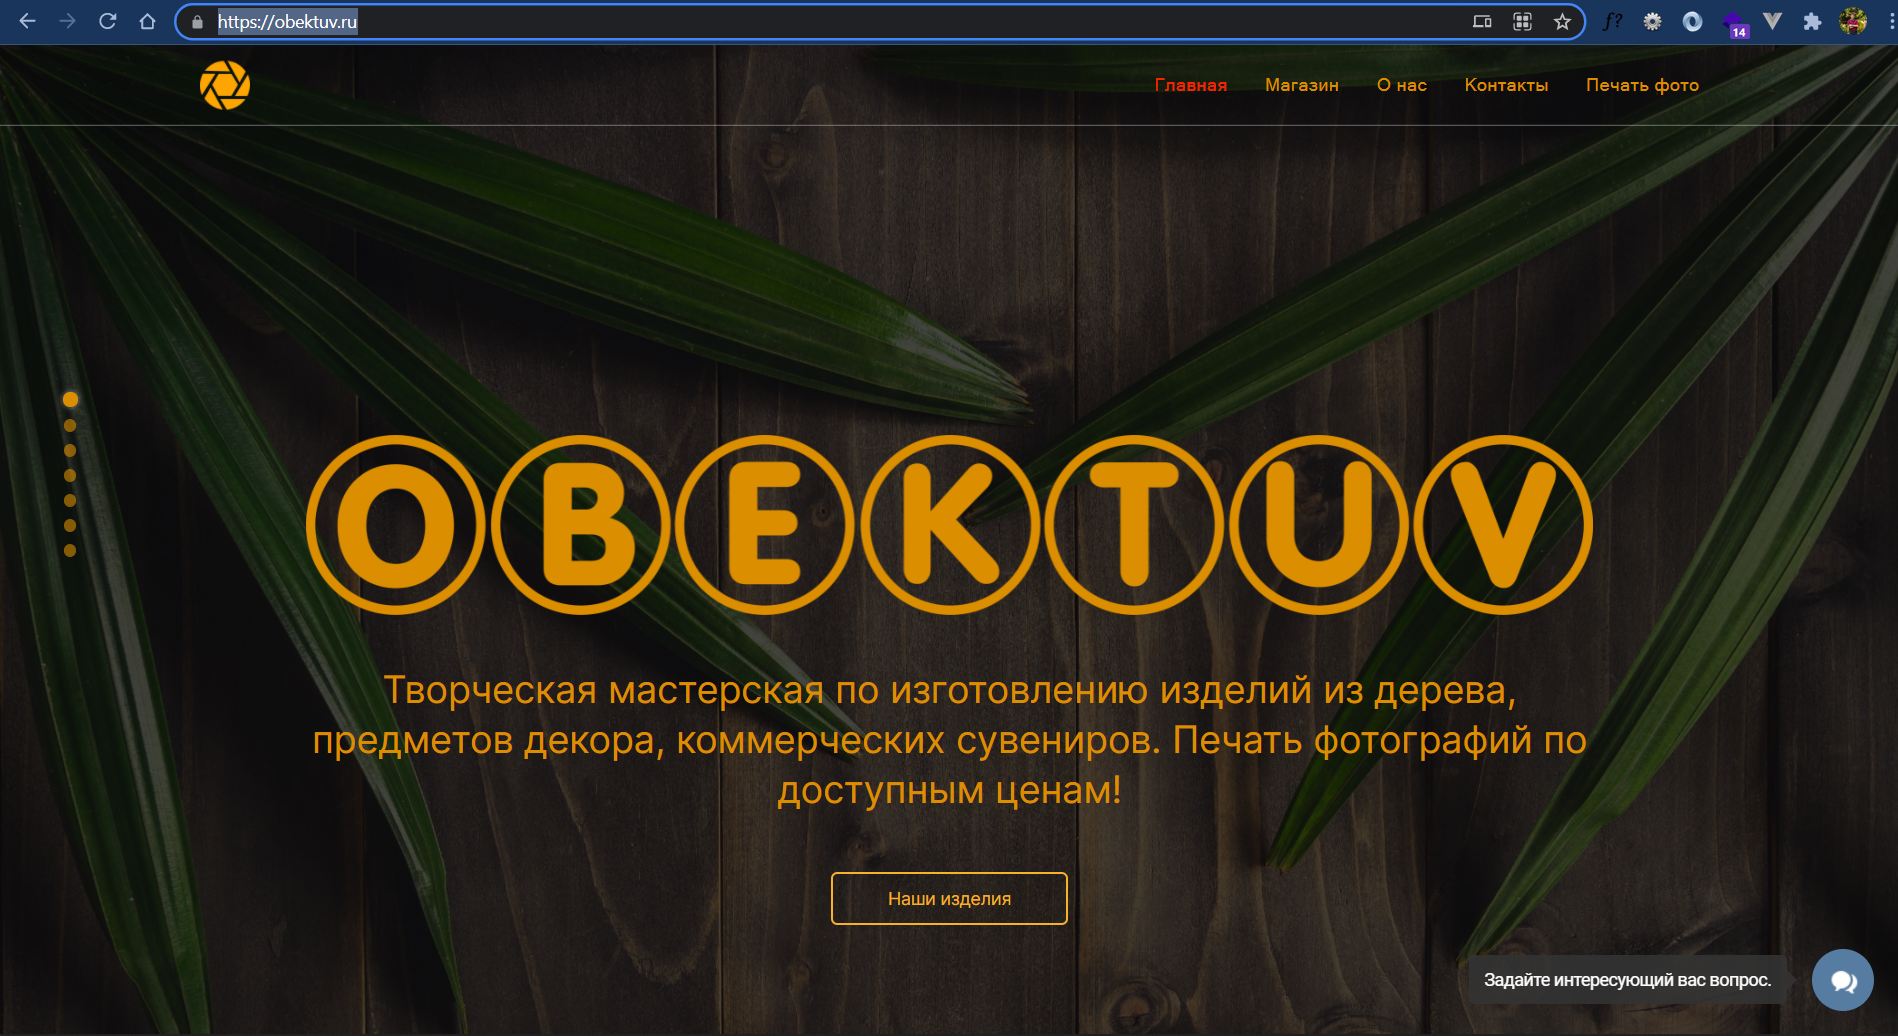 https://obektuv.ru
f?
14
Главная Магазин О нас Контакты Печать фото
OBEKTUV
Творческая мастерская по изготовлению изделий из дерева,
предметов декора, коммерческих сувениров. Печать фотографий по
доступным ценам!
Наши изделия
Задайте интересующий вас вопрос.